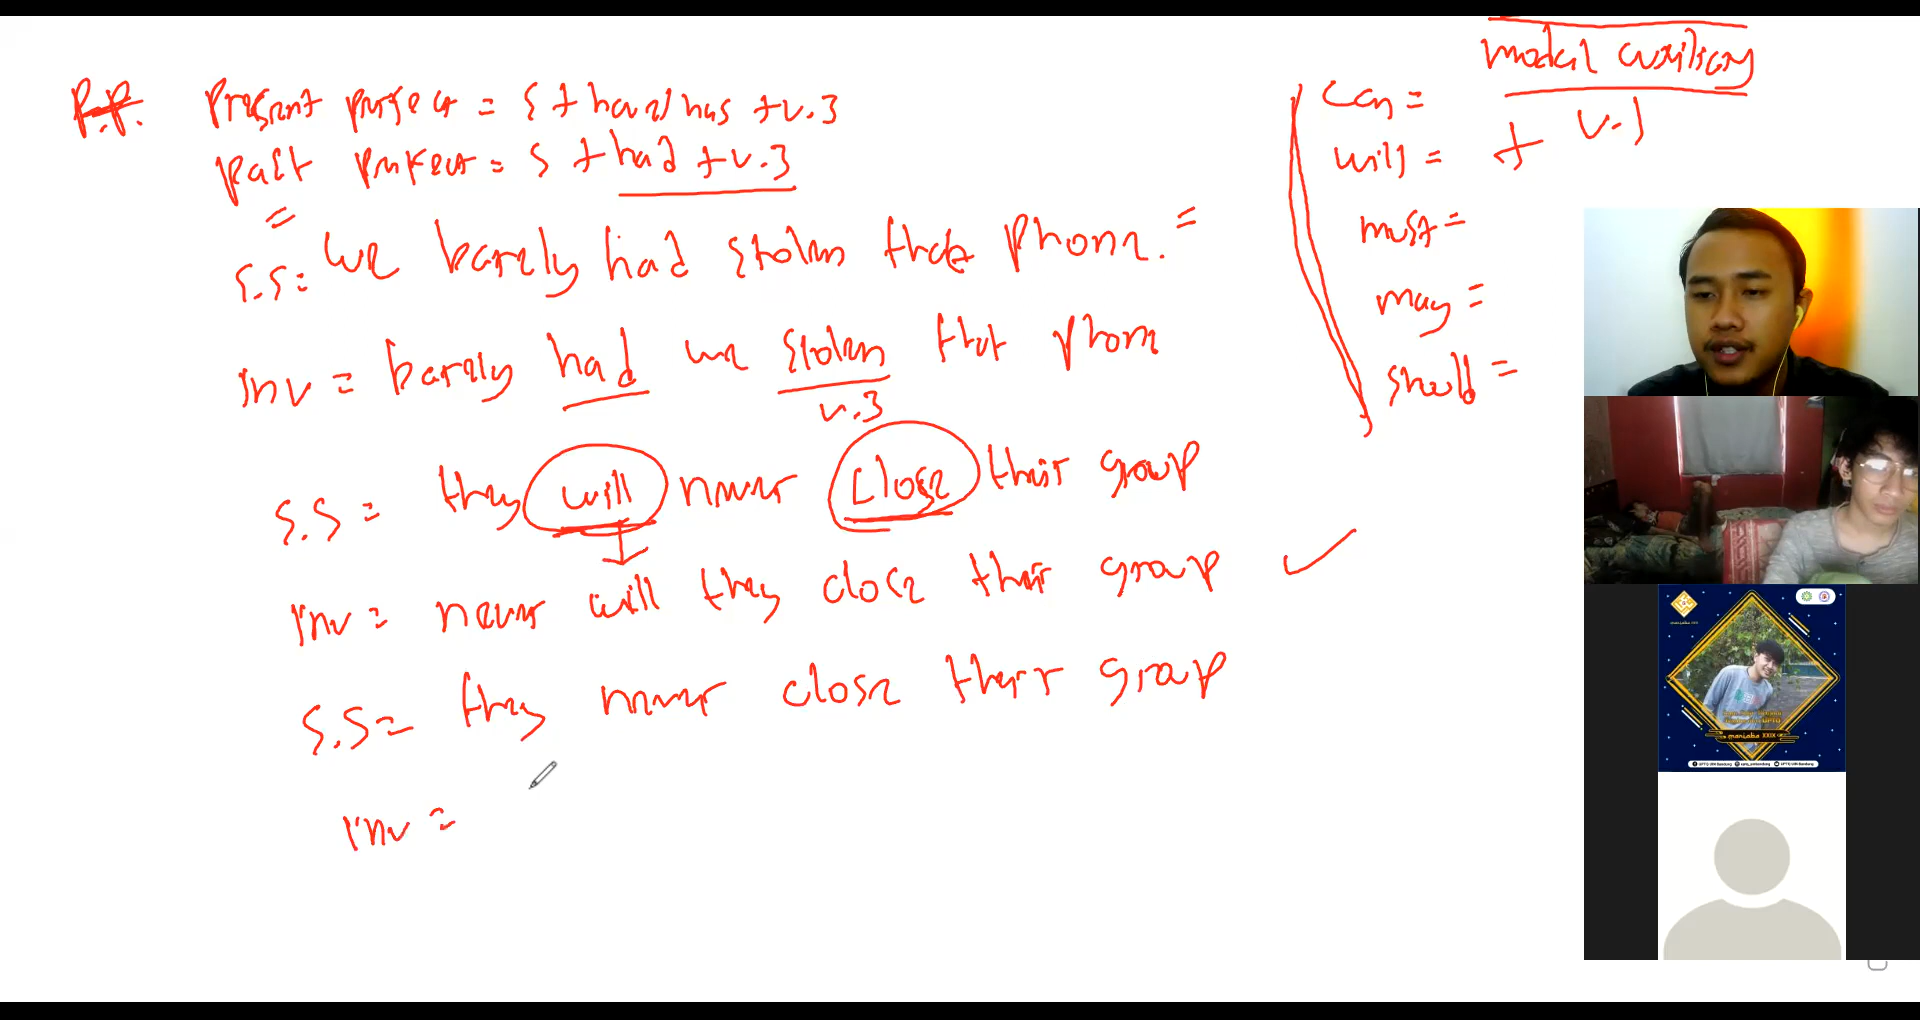 P.P. Present perfect = S + have/has + v.3
past perfect = S + had + v.3
S.S = we barely had stolen that phone. =
inv = barely had we stolen that phone
v.3
S.S = they will never close their group
inv = never will they close their group ✓
S.S = they never close their group
inv =
modal auxiliary
+ v.1
can =
will =
must =
may =
should =
maniaba XXIX